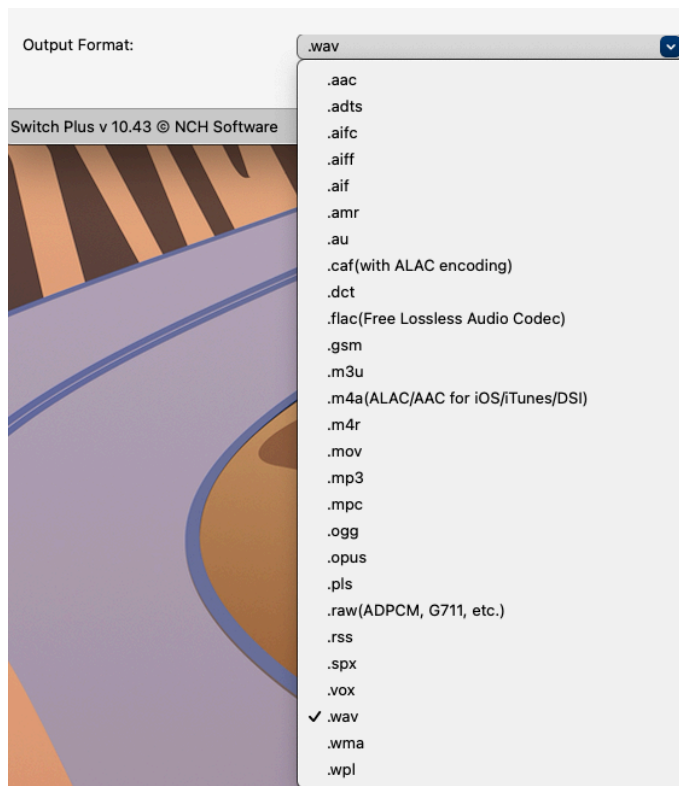 Output Format:
.wav
.aac
.adts
.aifc
.aiff
.aif
.amr
.au
.caf(with ALAC encoding)
.dct
.flac(Free Lossless Audio Codec)
.gsm
.m3u
.m4a(ALAC/AAC for iOS/iTunes/DSI)
.m4r
.mov
.mp3
.mpc
.ogg
.opus
.pls
.raw(ADPCM, G711, etc.)
.rss
.spx
.vox
.wav
.wma
.wpl
Switch Plus v 10.43 © NCH Software